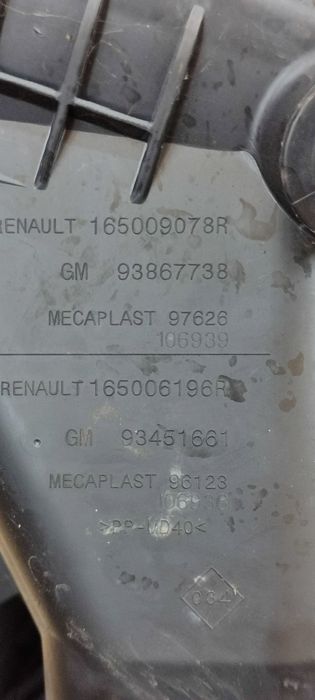 RENAULT 165009078R
GM 93867738
MECAPLAST 97626
106939
RENAULT 165006196R
GM 93451661
MECAPLAST 96123
>PP-MD40<